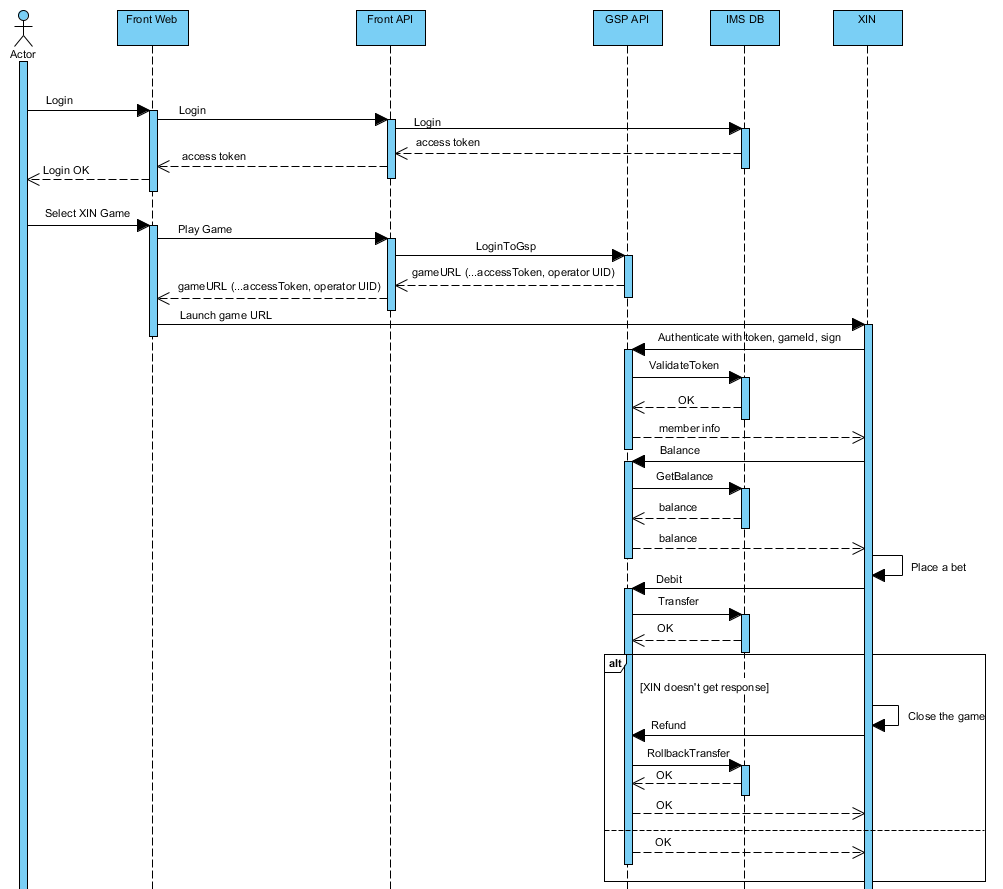 Front Web
Front API
GSP API
IMS DB
XIN
Actor
Login
Login
Login
access token
access token
Login OK
Select XIN Game
Play Game
LoginToGsp
gameURL (...accessToken, operator UID)
gameURL (...accessToken, operator UID)
Launch game URL
Authenticate with token, gameId, sign
ValidateToken
OK
member info
Balance
GetBalance
balance
balance
Place a bet
Debit
Transfer
OK
alt
[XIN doesn't get response]
Close the game
Refund
RollbackTransfer
OK
OK
OK